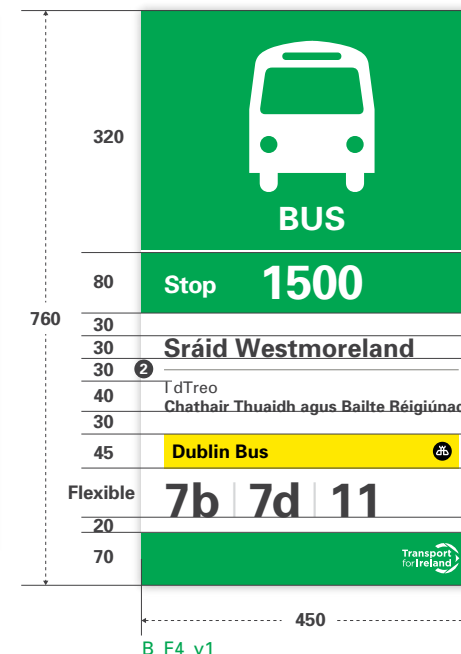 320
BUS
80
Stop 1500
760
30
30
Sráid Westmoreland
30
2
40
I dTreo
Chathair Thuaidh agus Bailte Réigiúnac
30
45
Dublin Bus
Flexible
7b 7d 11
20
70
Transport
for Ireland
450
B_F4_v1